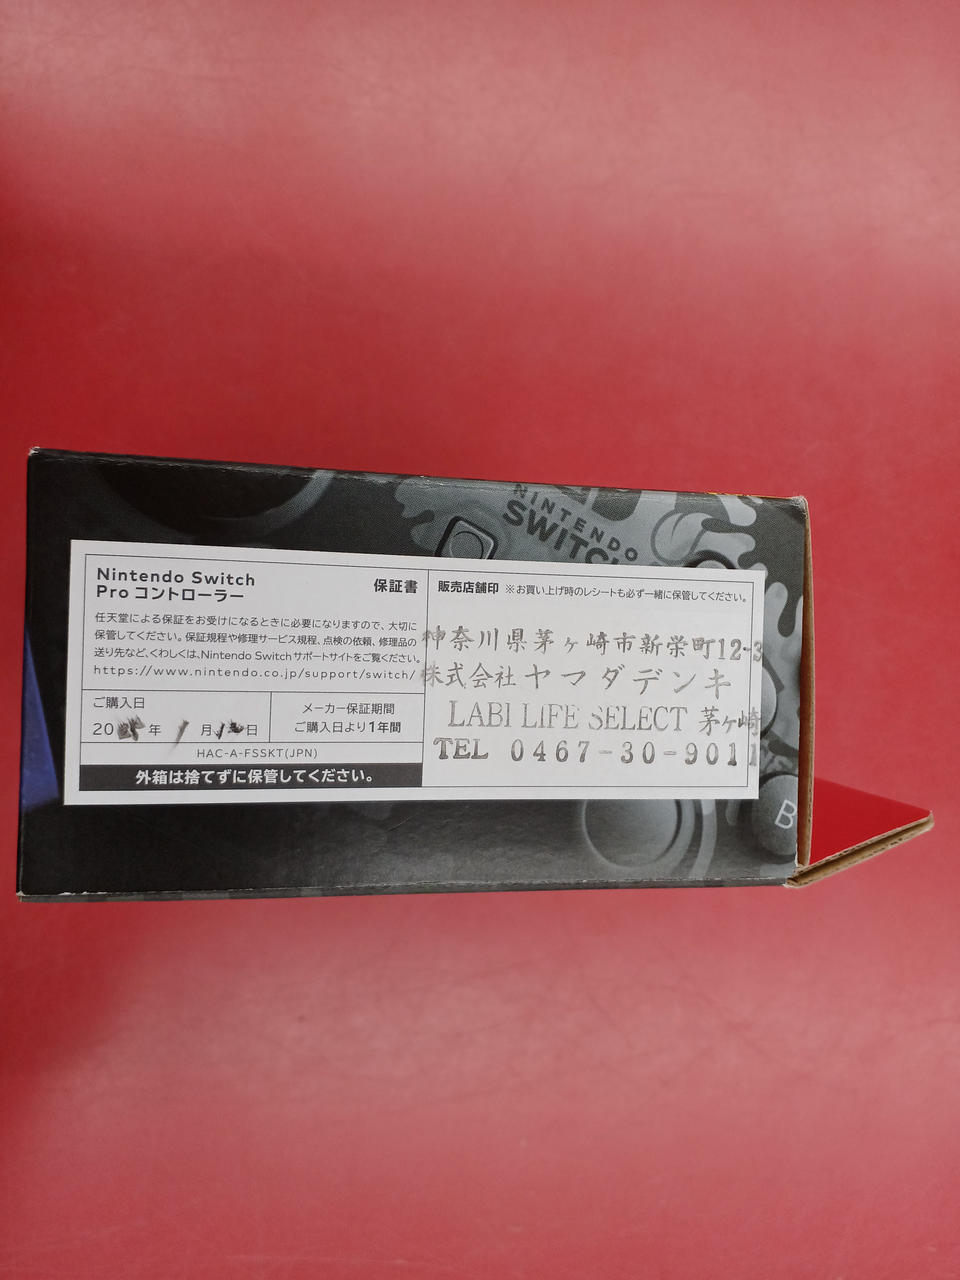 NINTENDO
SWITCH
Nintendo Switch
Pro コントローラー
保証書
任天堂による保証をお受けになるときに必要になりますので、大切に
保管してください。保証規程や修理サービス規程、点検の依頼、修理品の
送り先など、くわしくは、Nintendo Switchサポートサイトをご覧ください。
https://www.nintendo.co.jp/support/switch/
ご購入日
20 年 1月 日
メーカー保証期間
ご購入日より1年間
HAC-A-FSSKT(JPN)
外箱は捨てずに保管してください。
販売店舗印 ※お買い上げ時のレシートも必ず一緒に保管してください。
神奈川県茅ヶ崎市新栄町12-3
株式会社ヤマダデンキ
LABI LIFE SELECT 茅ヶ崎
TEL 0467-30-9011
B